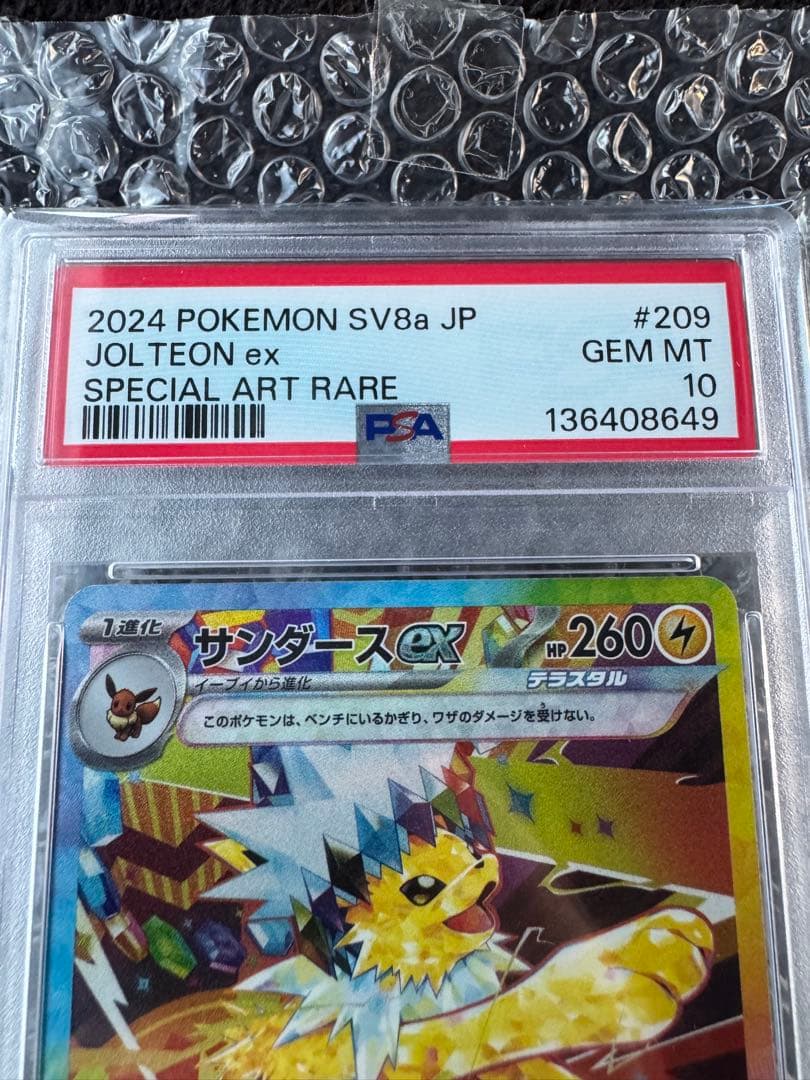 2024 POKEMON SV8a JP #209
JOLTEON ex GEM MT
SPECIAL ART RARE 10
PSA 136408649
1進化 サンダースex HP260
イーブイから進化 テラスタル
このポケモンは、ベンチにいるかぎり、ワザのダメージを受けない。